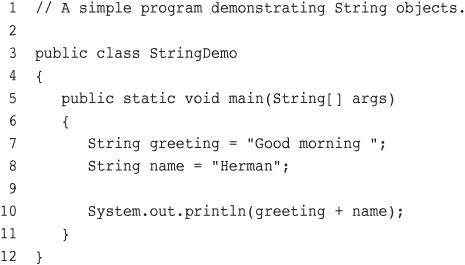 1 // A simple program demonstrating String objects.
2
3 public class StringDemo
4 {
5    public static void main(String[] args)
6    {
7       String greeting = "Good morning ";
8       String name = "Herman";
9
10       System.out.println(greeting + name);
11    }
12 }